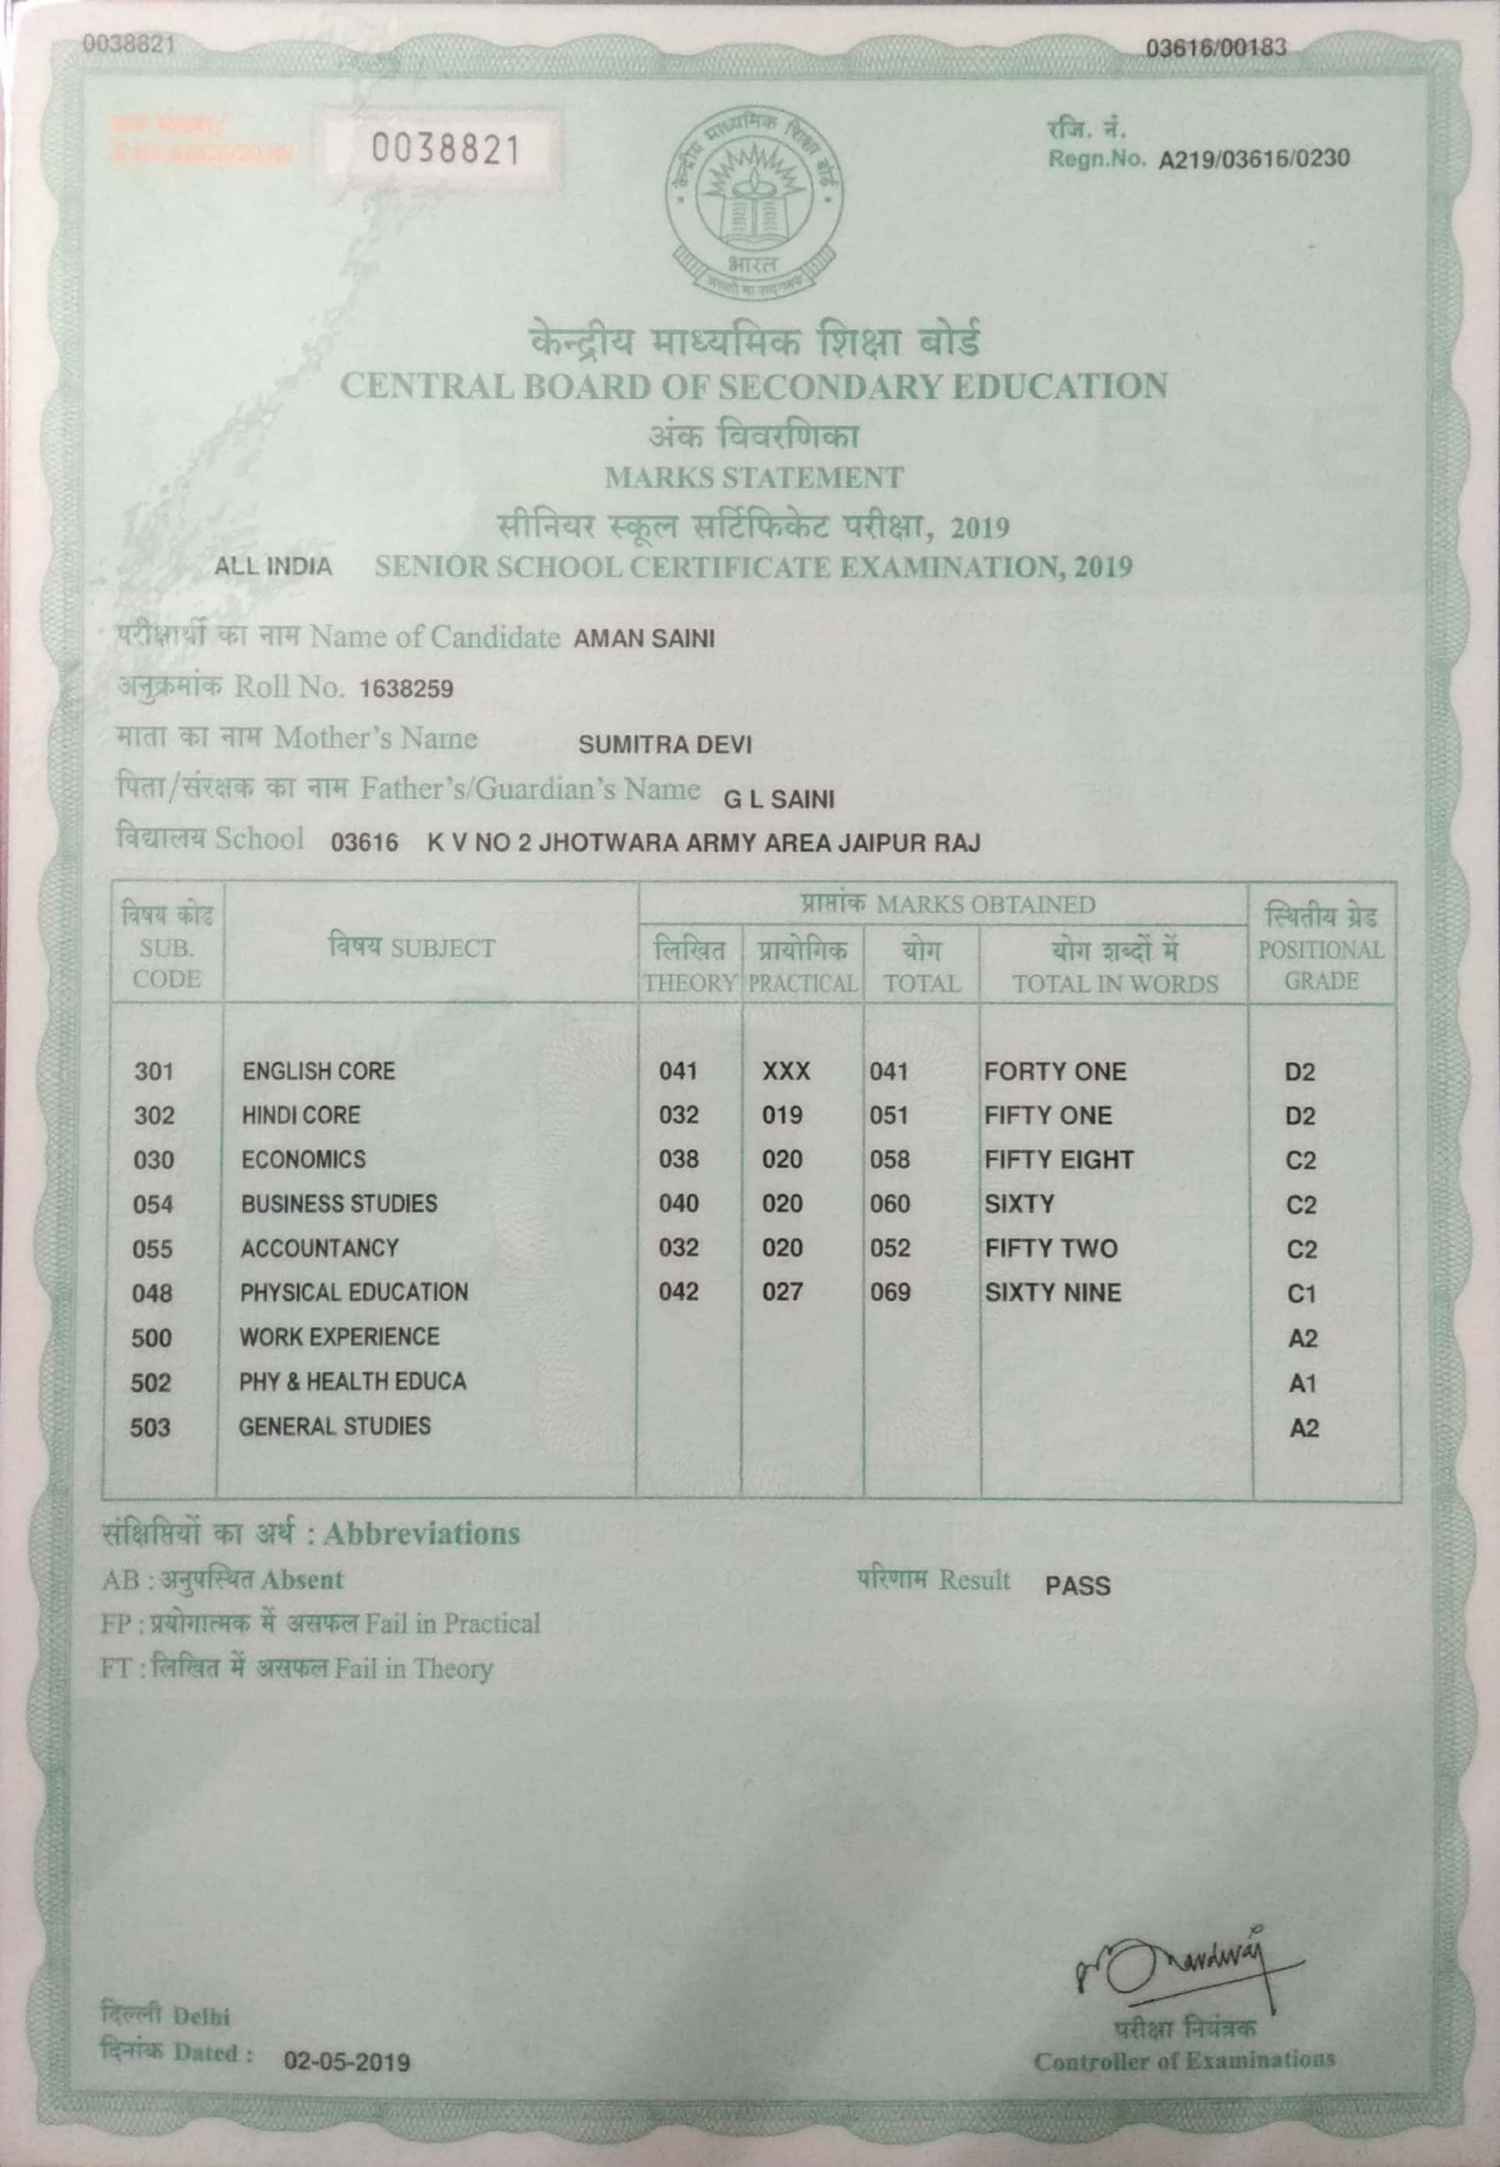 0038821
03616/00183
0038821
रजि. नं.
Regn.No. A219/03616/0230
केन्द्रीय माध्यमिक शिक्षा बोर्ड
भारत
केन्द्रीय माध्यमिक शिक्षा बोर्ड
CENTRAL BOARD OF SECONDARY EDUCATION
अंक विवरणिका
MARKS STATEMENT
सीनियर स्कूल सर्टिफिकेट परीक्षा, 2019
ALL INDIA SENIOR SCHOOL CERTIFICATE EXAMINATION, 2019
परीक्षार्थी का नाम Name of Candidate AMAN SAINI
अनुक्रमांक Roll No. 1638259
माता का नाम Mother's Name SUMITRA DEVI
पिता/संरक्षक का नाम Father's/Guardian's Name G L SAINI
विद्यालय School 03616 K V NO 2 JHOTWARA ARMY AREA JAIPUR RAJ
विषय कोड SUB. CODE
विषय SUBJECT
प्राप्तांक MARKS OBTAINED
लिखित THEORY
प्रायोगिक PRACTICAL
योग TOTAL
योग शब्दों में TOTAL IN WORDS
स्थितीय ग्रेड POSITIONAL GRADE
301 ENGLISH CORE 041 XXX 041 FORTY ONE D2
302 HINDI CORE 032 019 051 FIFTY ONE D2
030 ECONOMICS 038 020 058 FIFTY EIGHT C2
054 BUSINESS STUDIES 040 020 060 SIXTY C2
055 ACCOUNTANCY 032 020 052 FIFTY TWO C2
048 PHYSICAL EDUCATION 042 027 069 SIXTY NINE C1
500 WORK EXPERIENCE A2
502 PHY & HEALTH EDUCA A1
503 GENERAL STUDIES A2
संक्षिप्तियों का अर्थ : Abbreviations
AB : अनुपस्थित Absent
परिणाम Result PASS
FP : प्रयोगात्मक में असफल Fail in Practical
FT : लिखित में असफल Fail in Theory
दिल्ली Delhi
दिनांक Dated : 02-05-2019
परीक्षा नियंत्रक
Controller of Examinations